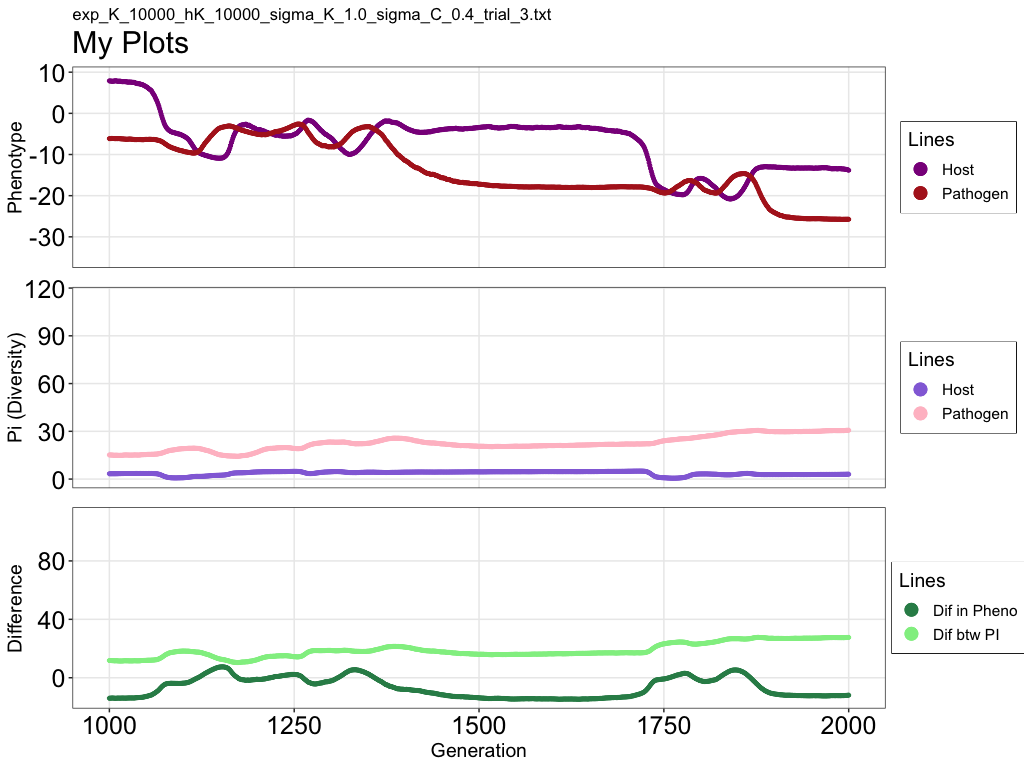 exp_K_10000_hK_10000_sigma_K_1.0_sigma_C_0.4_trial_3.txt
My Plots
Phenotype
10
0
-10
-20
-30
Lines
Host
Pathogen
Pi (Diversity)
120
90
60
30
0
Lines
Host
Pathogen
Difference
80
40
0
Lines
Dif in Pheno
Dif btw PI
1000 1250 1500 1750 2000
Generation